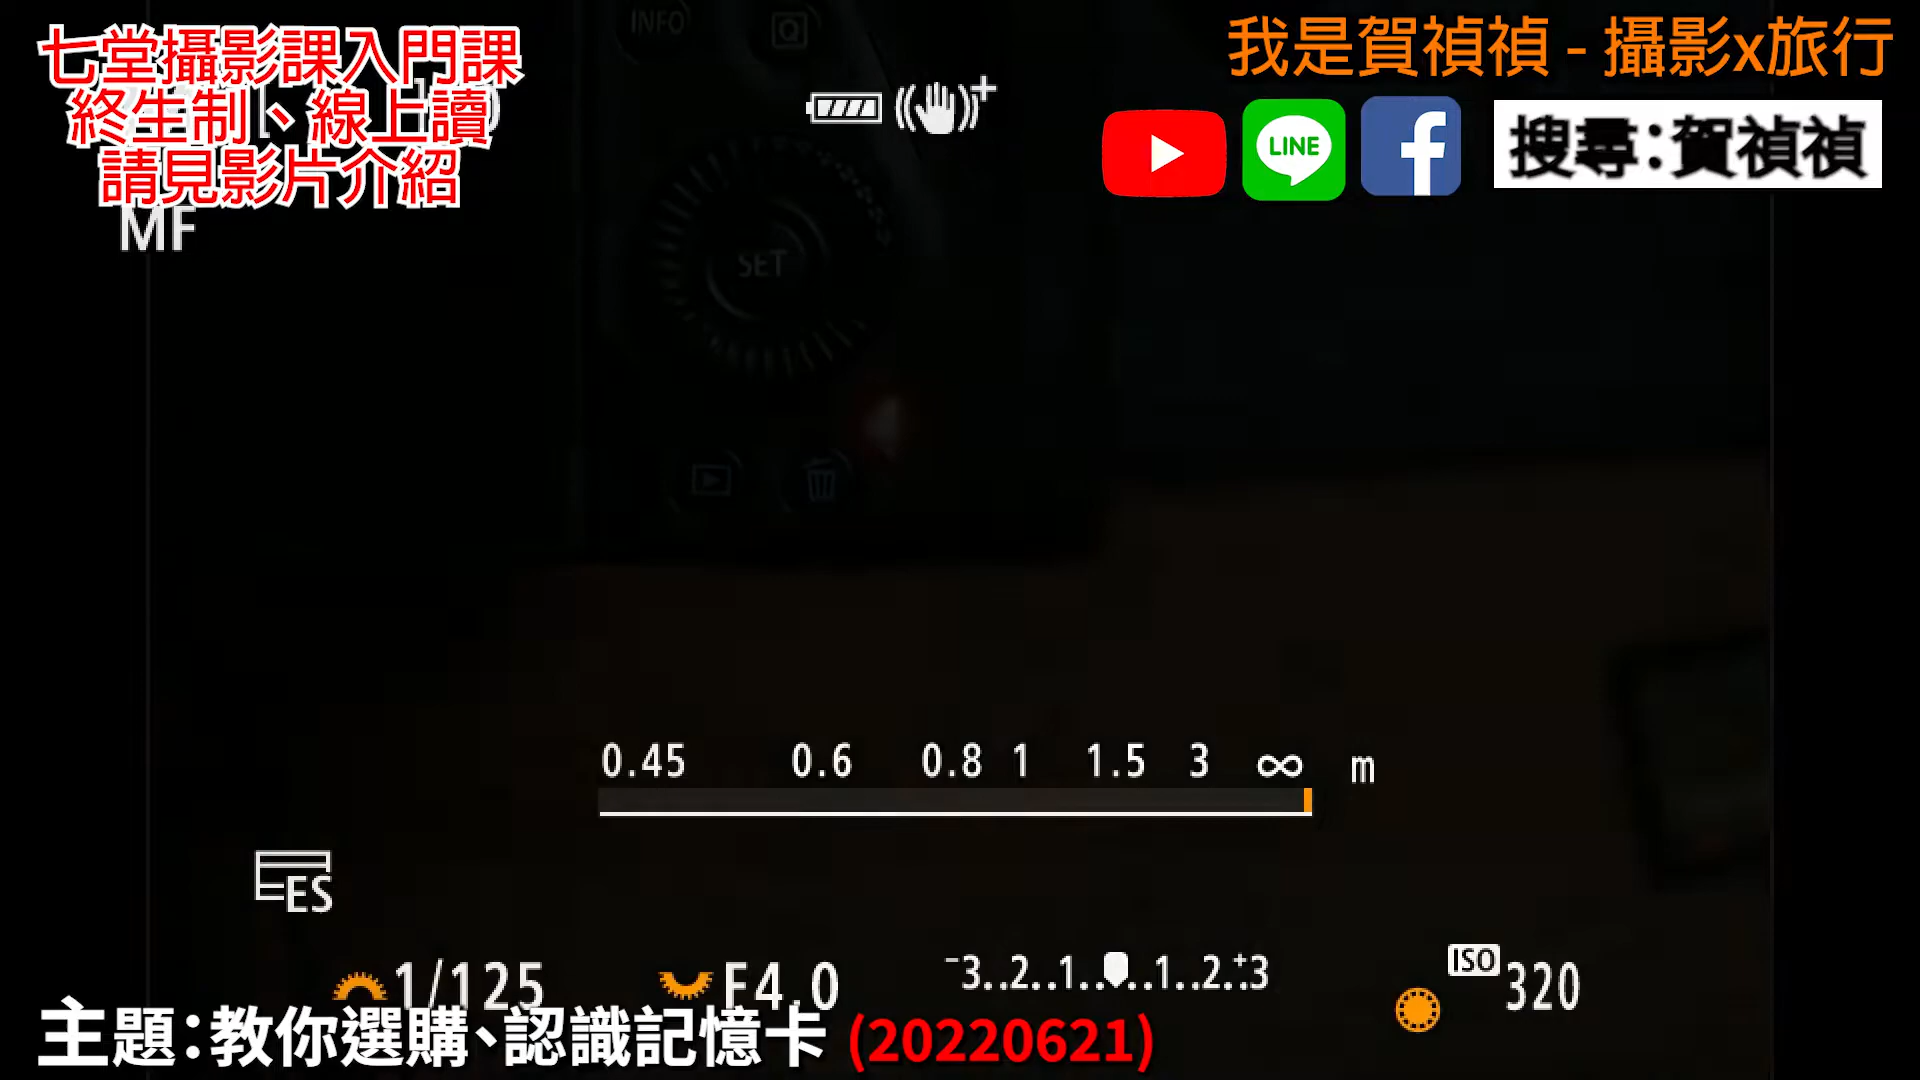 七堂攝影課入門課
終生制、線上讀
請見影片介紹
我是賀禎禎 - 攝影x旅行
LINE
搜尋：賀禎禎
INFO
Q
MF
SET
0.45 0.6 0.8 1 1.5 3 ∞ m
ES
1/125 F4.0 -3..2..1..0..1..2..+3 ISO 320
主題：教你選購、認識記憶卡 (20220621)